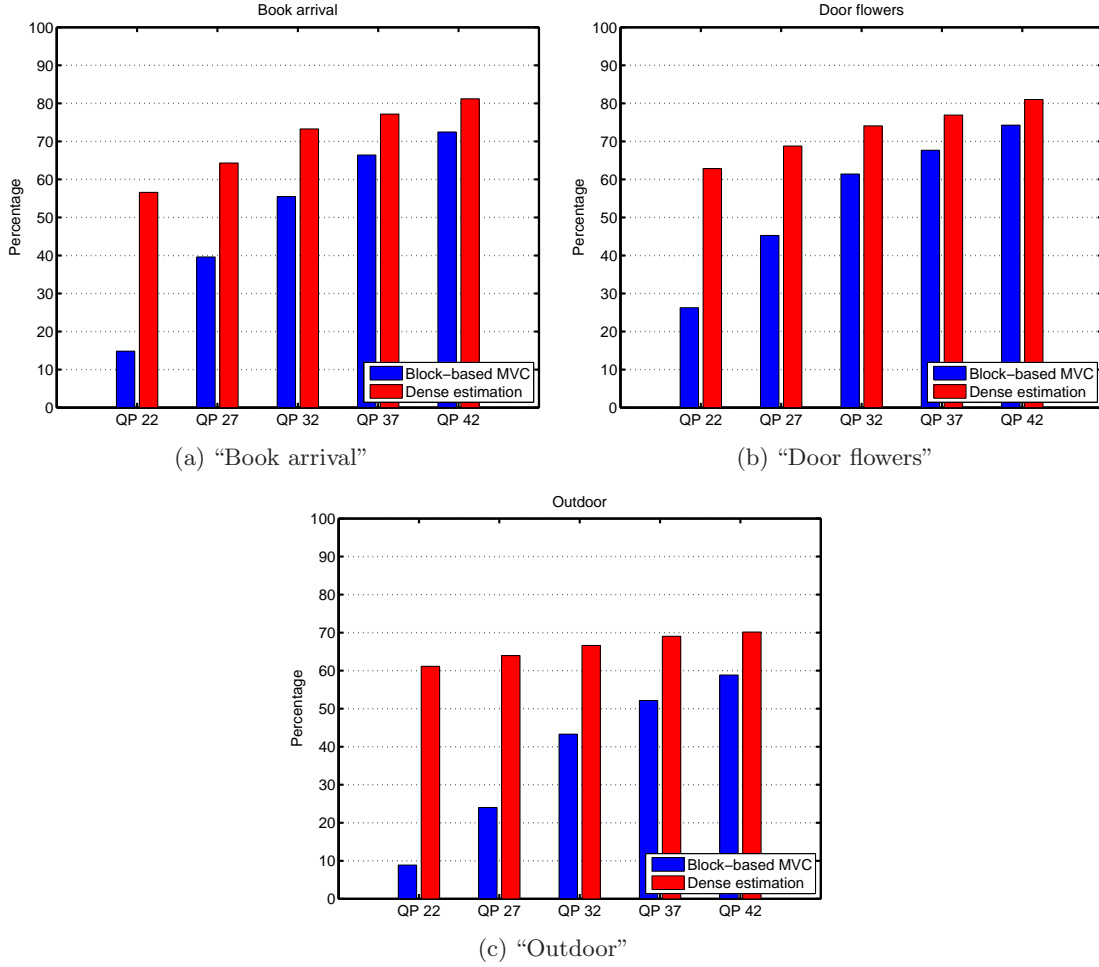 Book arrival
100
90
80
70
60
50
40
30
20
10
0
Percentage
QP 22 QP 27 QP 32 QP 37 QP 42
Block−based MVC
Dense estimation
(a) “Book arrival”
Door flowers
100
90
80
70
60
50
40
30
20
10
0
Percentage
QP 22 QP 27 QP 32 QP 37 QP 42
Block−based MVC
Dense estimation
(b) “Door flowers”
Outdoor
100
90
80
70
60
50
40
30
20
10
0
Percentage
QP 22 QP 27 QP 32 QP 37 QP 42
Block−based MVC
Dense estimation
(c) “Outdoor”